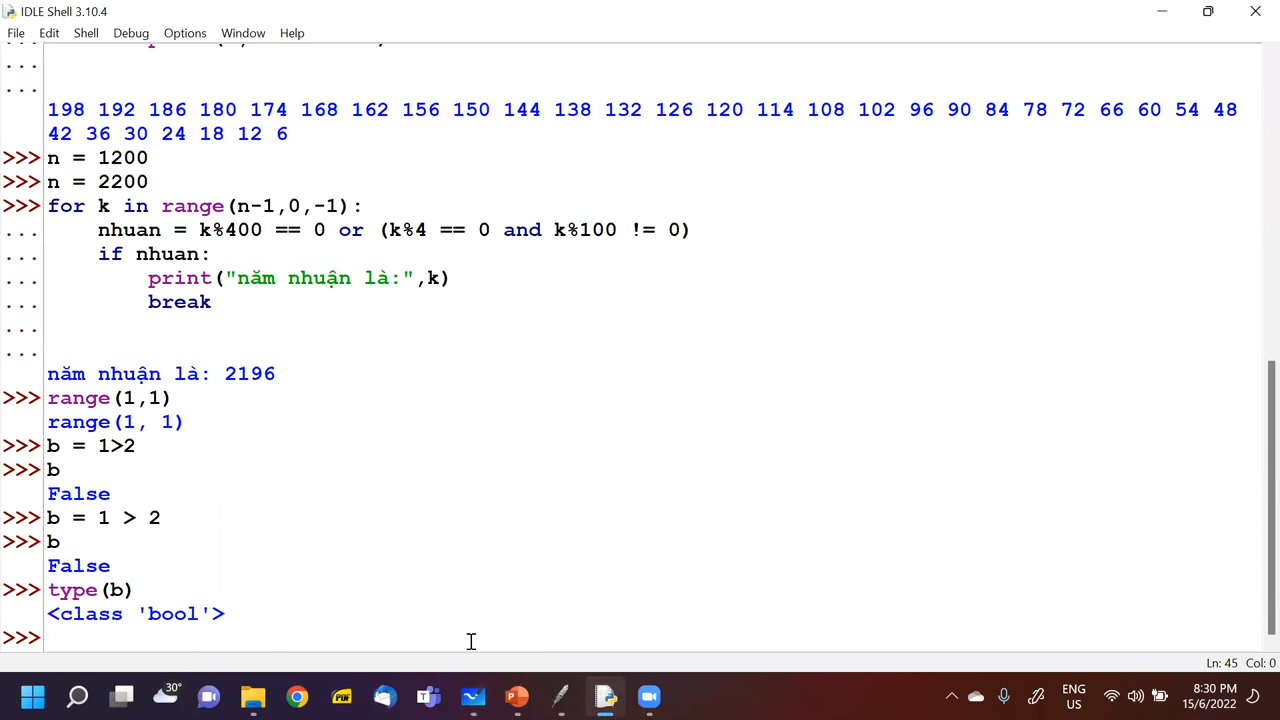 IDLE Shell 3.10.4
File Edit Shell Debug Options Window Help
...
...
...
198 192 186 180 174 168 162 156 150 144 138 132 126 120 114 108 102 96 90 84 78 72 66 60 54 48
42 36 30 24 18 12 6
>>> n = 1200
>>> n = 2200
>>> for k in range(n-1,0,-1):
...     nhuan = k%400 == 0 or (k%4 == 0 and k%100 != 0)
...     if nhuan:
...         print("năm nhuận là:",k)
...         break
...
...
năm nhuận là: 2196
>>> range(1,1)
range(1, 1)
>>> b = 1>2
>>> b
False
>>> b = 1 > 2
>>> b
False
>>> type(b)
<class 'bool'>
>>>
Ln: 45 Col: 0
30°
PDF
ENG
US
8:30 PM
15/6/2022